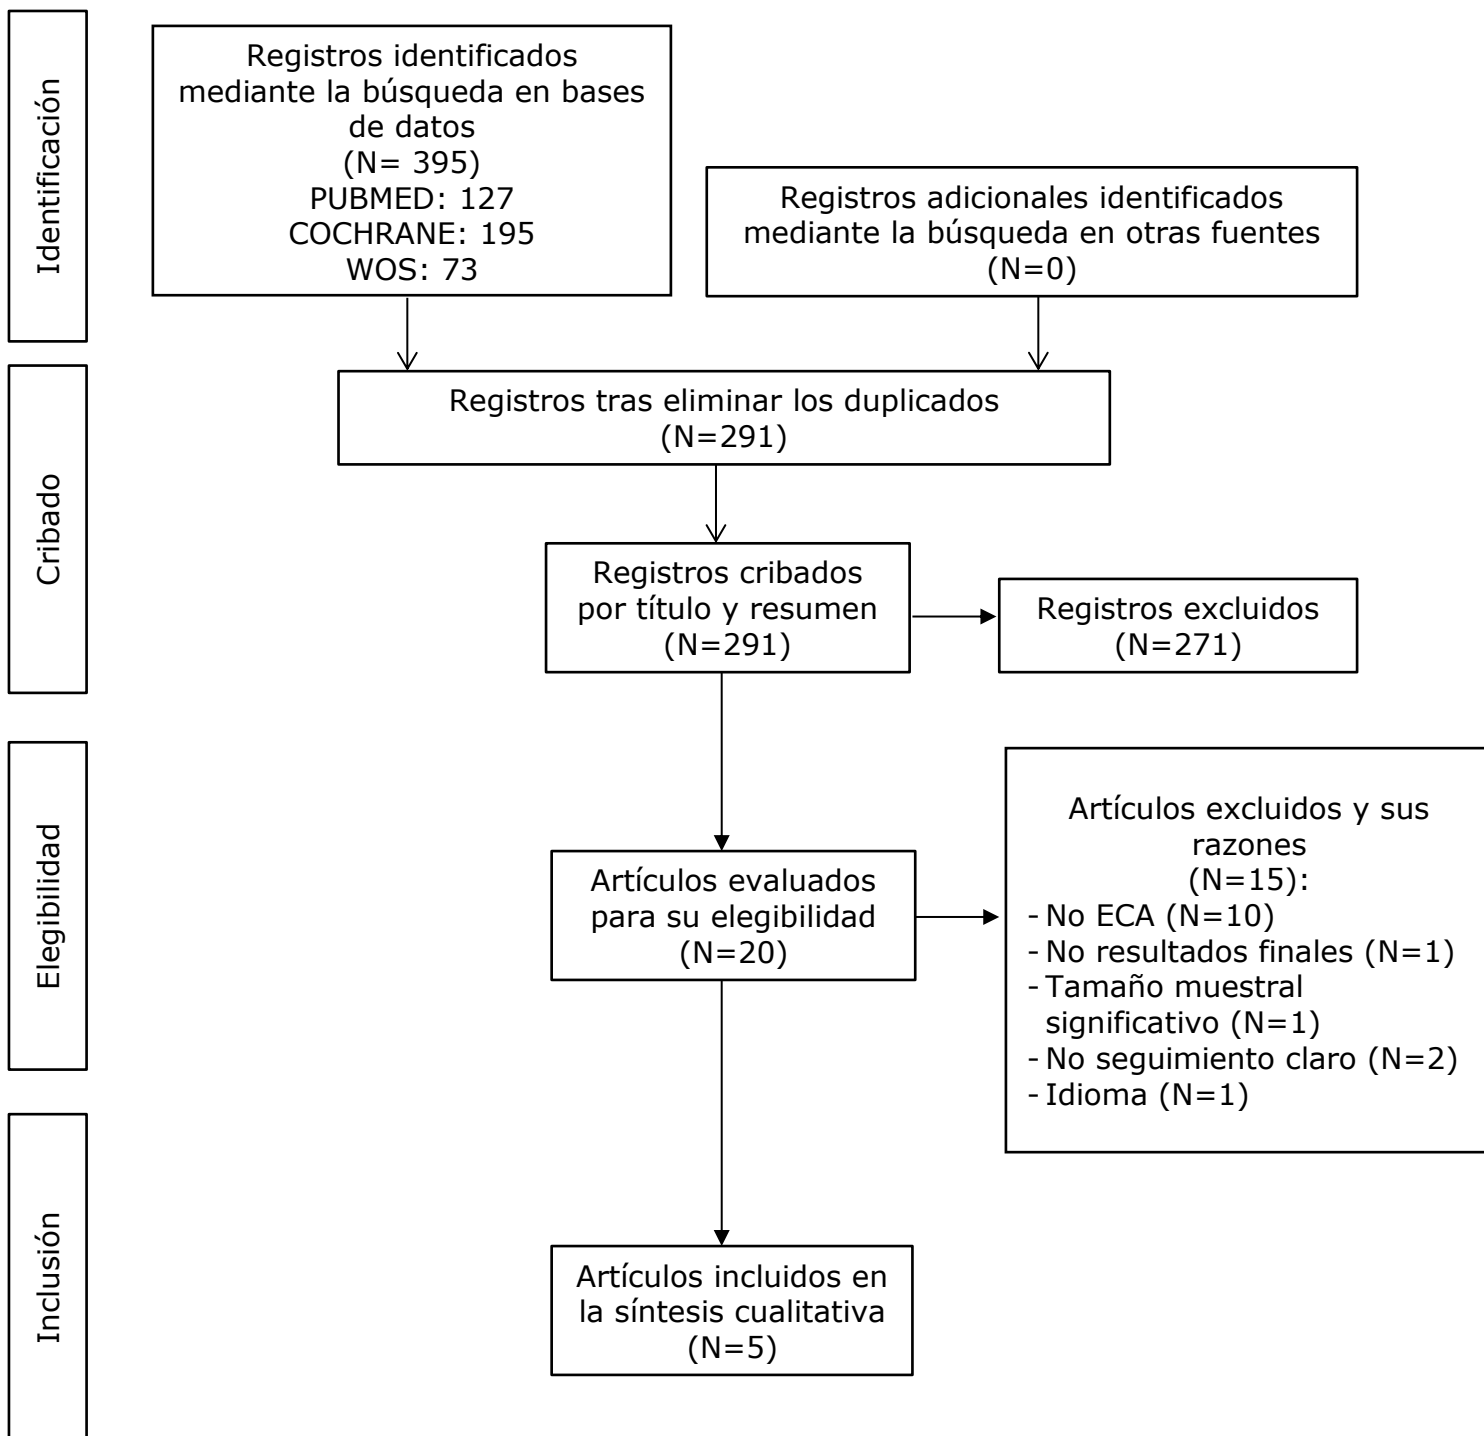 Identificación
Registros identificados
mediante la búsqueda en bases
de datos
(N= 395)
PUBMED: 127
COCHRANE: 195
WOS: 73
Registros adicionales identificados
mediante la búsqueda en otras fuentes
(N=0)
Cribado
Registros tras eliminar los duplicados
(N=291)
Registros cribados
por título y resumen
(N=291)
Registros excluidos
(N=271)
Elegibilidad
Artículos evaluados
para su elegibilidad
(N=20)
Artículos excluidos y sus
razones
(N=15):
- No ECA (N=10)
- No resultados finales (N=1)
- Tamaño muestral
significativo (N=1)
- No seguimiento claro (N=2)
- Idioma (N=1)
Inclusión
Artículos incluidos en
la síntesis cualitativa
(N=5)